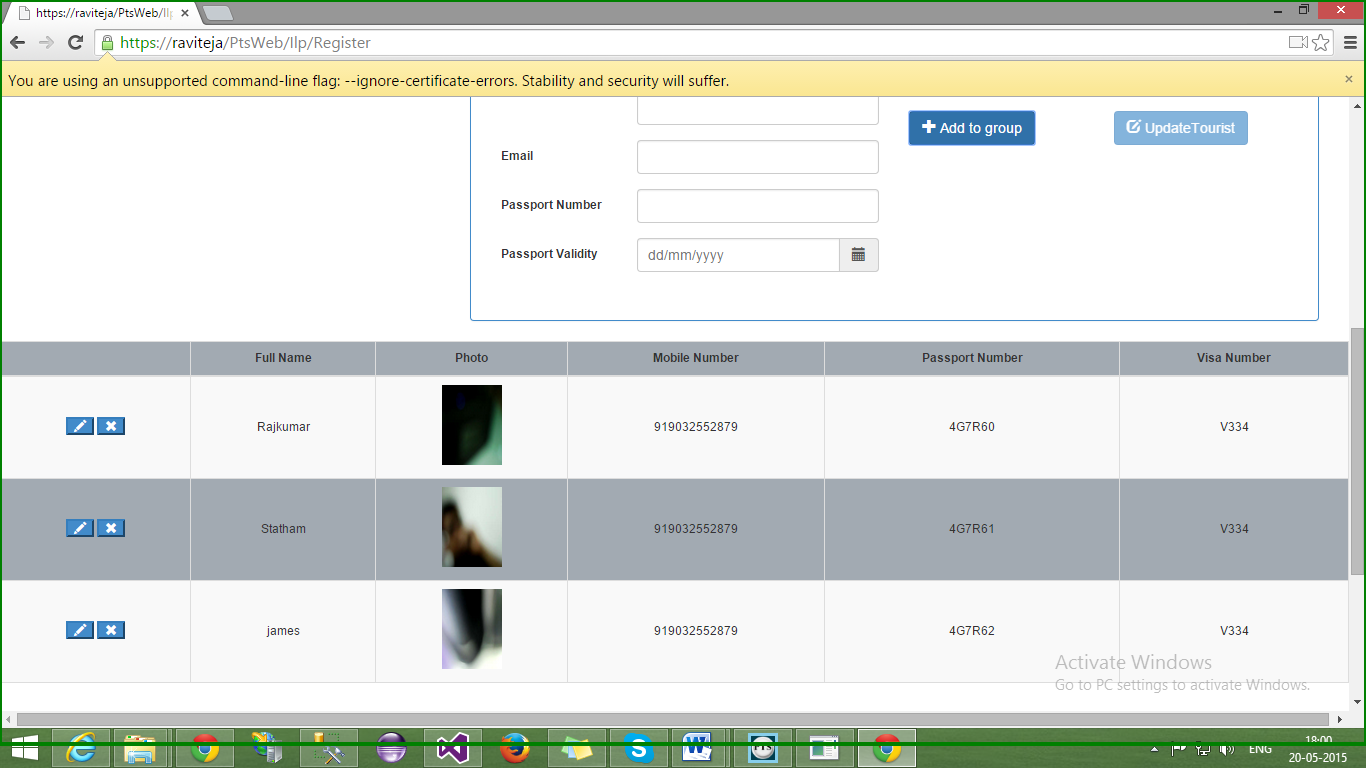 https://raviteja/PtsWeb/Ilp
https://raviteja/PtsWeb/Ilp/Register
You are using an unsupported command-line flag: --ignore-certificate-errors. Stability and security will suffer.
Add to group
UpdateTourist
Email
Passport Number
Passport Validity
dd/mm/yyyy
Full Name Photo Mobile Number Passport Number Visa Number
Rajkumar 919032552879 4G7R60 V334
Statham 919032552879 4G7R61 V334
james 919032552879 4G7R62 V334
Activate Windows
Go to PC settings to activate Windows.
ENG
18:00
20-05-2015